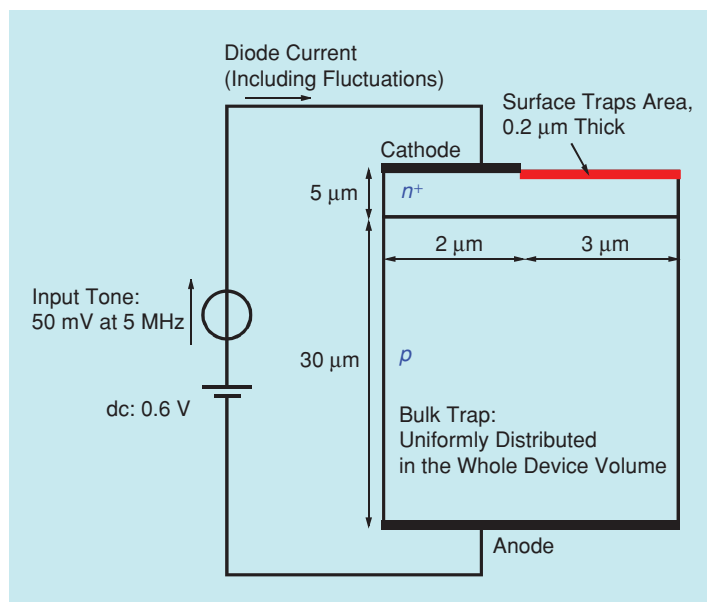 Diode Current
(Including Fluctuations)
Surface Traps Area,
0.2 μm Thick
Cathode
5 μm
n+
2 μm
3 μm
Input Tone:
50 mV at 5 MHz
30 μm
p
dc: 0.6 V
Bulk Trap:
Uniformly Distributed
in the Whole Device Volume
Anode